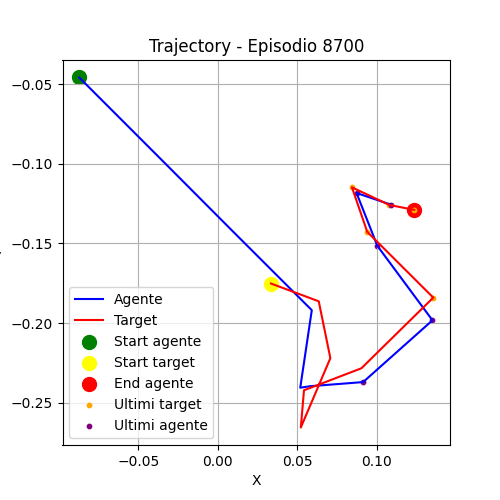 Trajectory - Episodio 8700
−0.05
−0.10
−0.15
−0.20
−0.25
Agente
Target
Start agente
Start target
End agente
Ultimi target
Ultimi agente
−0.05 0.00 0.05 0.10
X